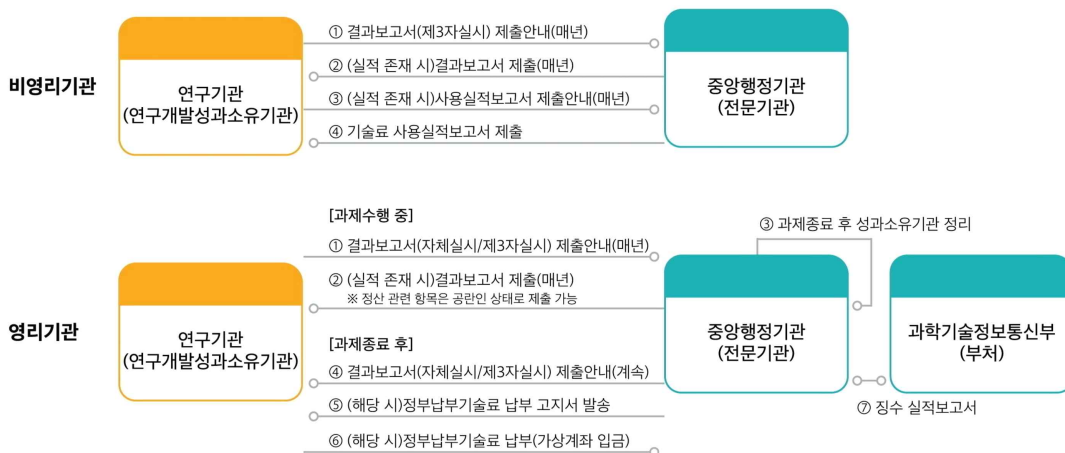 비영리기관
연구기관
(연구개발성과소유기관)
① 결과보고서(제3자실시) 제출안내(매년)
② (실적 존재 시)결과보고서 제출(매년)
③ (실적 존재 시)사용실적보고서 제출안내(매년)
④ 기술료 사용실적보고서 제출
중앙행정기관
(전문기관)
영리기관
연구기관
(연구개발성과소유기관)
[과제수행 중]
① 결과보고서(자체실시/제3자실시) 제출안내(매년)
② (실적 존재 시)결과보고서 제출(매년)
※ 정산 관련 항목은 공란인 상태로 제출 가능
[과제종료 후]
④ 결과보고서(자체실시/제3자실시) 제출안내(계속)
⑤ (해당 시)정부납부기술료 납부 고지서 발송
⑥ (해당 시)정부납부기술료 납부(가상계좌 입금)
③ 과제종료 후 성과소유기관 정리
중앙행정기관
(전문기관)
과학기술정보통신부
(부처)
⑦ 징수 실적보고서